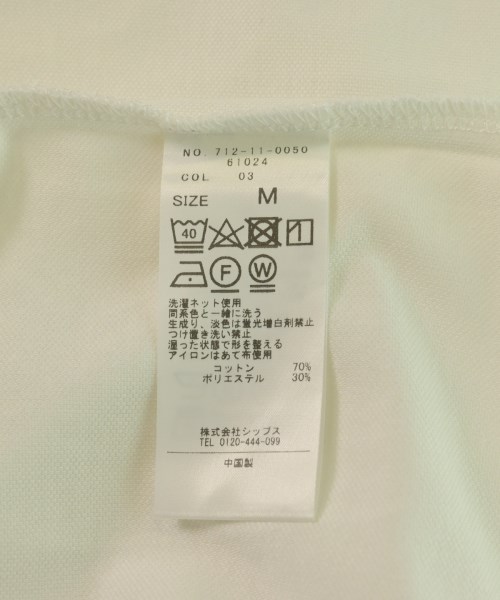 NO. 712-11-0050
61024
COL 03
SIZE M
40
F W
洗濯ネット使用
同系色と一緒に洗う
生成り、淡色は蛍光増白剤禁止
つけ置き洗い禁止
湿った状態で形を整える
アイロンはあて布使用
コットン 70%
ポリエステル 30%
株式会社シップス
TEL 0120-444-099
中国製